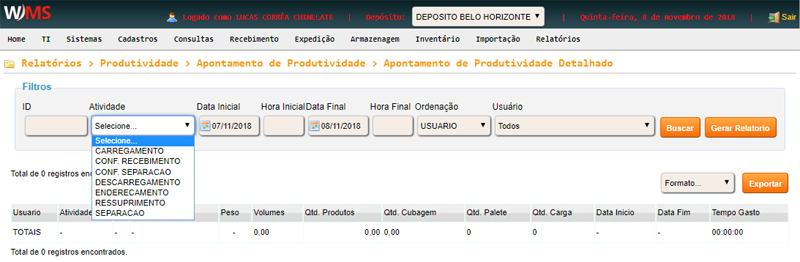 WMS Logado como LUCAS CORRÊA CHINELATE | Depósito: DEPOSITO BELO HORIZONTE | Quinta-feira, 8 de novembro de 2018 | Sair
Home TI Sistemas Cadastros Consultas Recebimento Expedição Armazenagem Inventário Importação Relatórios
Relatórios > Produtividade > Apontamento de Produtividade > Apontamento de Produtividade Detalhado
Filtros
ID Atividade Data Inicial Hora Inicial Data Final Hora Final Ordenação Usuário
Selecione... 07/11/2018 08/11/2018 USUARIO Todos Buscar Gerar Relatorio
Selecione...
CARREGAMENTO
CONF. RECEBIMENTO
CONF. SEPARACAO
DESCARREGAMENTO
ENDERECAMENTO
RESSUPRIMENTO
SEPARACAO
Total de 0 registros en
Formato... Exportar
Usuario Atividade Peso Volumes Qtd. Produtos Qtd. Cubagem Qtd. Palete Qtd. Carga Data Inicio Data Fim Tempo Gasto
TOTAIS - - - - 0,00 0,00 0,00 0 0 - - 00:00:00
Total de 0 registros encontrados.